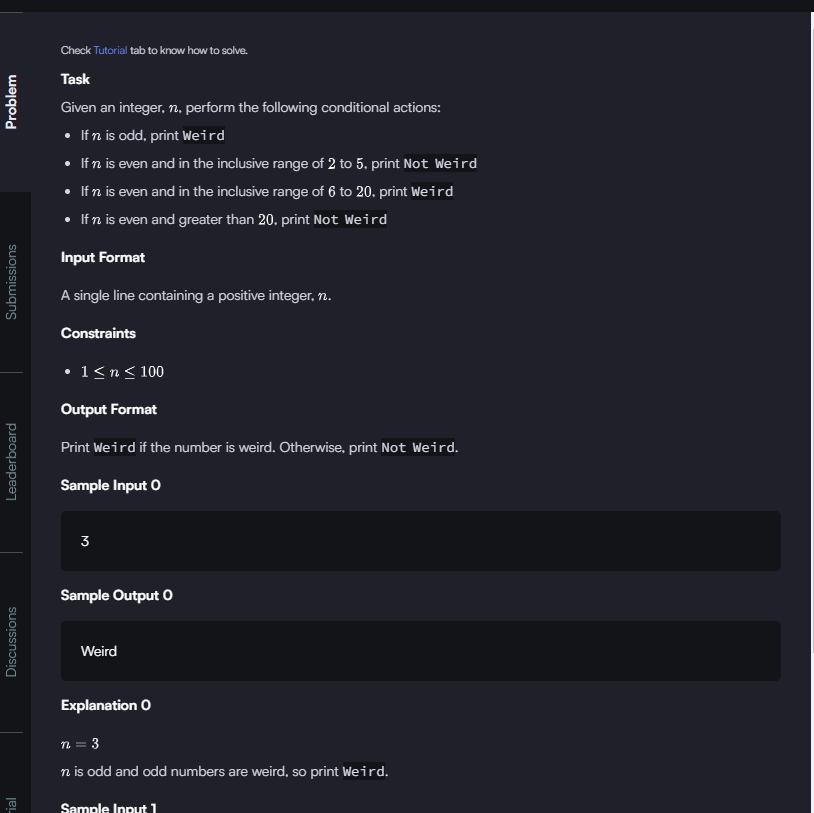 Check Tutorial tab to know how to solve.
Task
Given an integer, n, perform the following conditional actions:
• If n is odd, print Weird
• If n is even and in the inclusive range of 2 to 5, print Not Weird
• If n is even and in the inclusive range of 6 to 20, print Weird
• If n is even and greater than 20, print Not Weird
Input Format
A single line containing a positive integer, n.
Constraints
• 1 ≤ n ≤ 100
Output Format
Print Weird if the number is weird. Otherwise, print Not Weird.
Sample Input 0
3
Sample Output 0
Weird
Explanation 0
n = 3
n is odd and odd numbers are weird, so print Weird.
Sample Input 1
Problem
Submissions
Leaderboard
Discussions